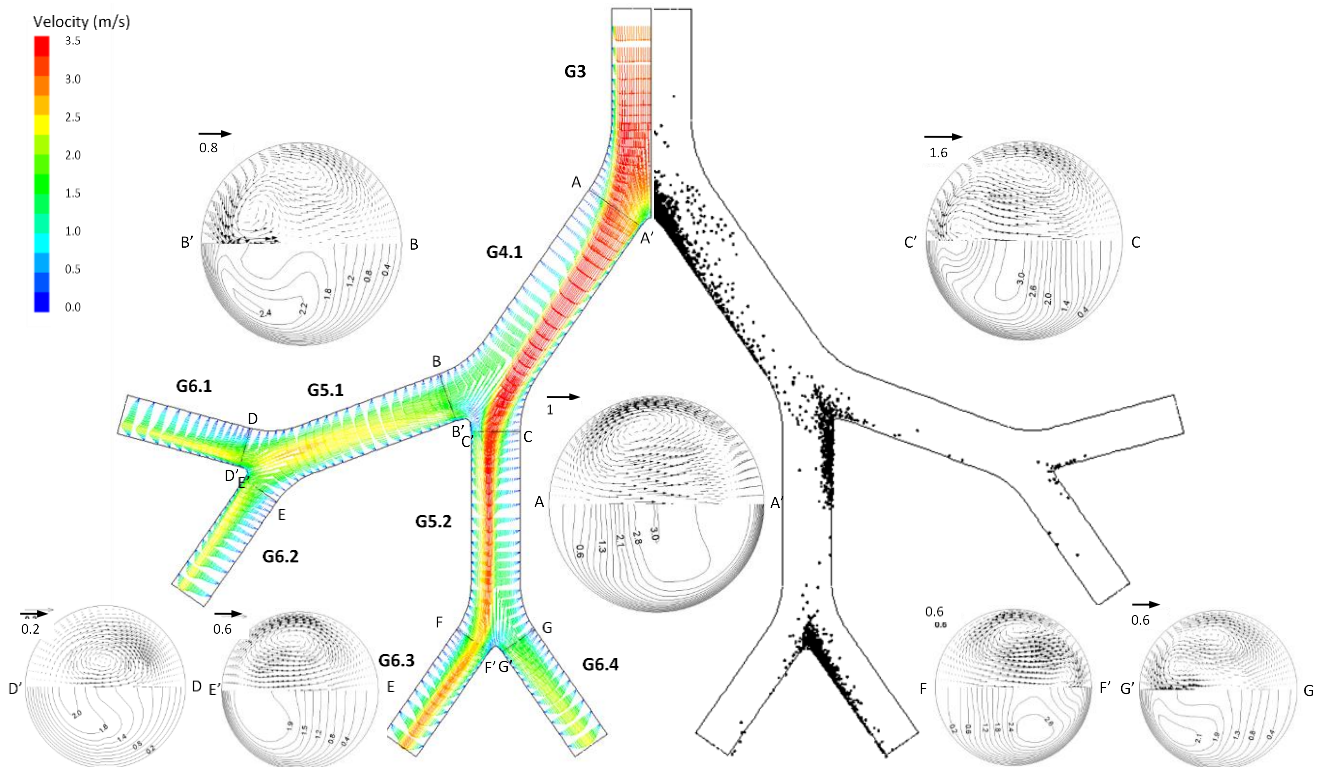 Velocity (m/s)
3.5
3.0
2.5
2.0
1.5
1.0
0.5
0.0
G3
A
A'
G4.1
0.8
B'
B
2.4
2.2
1.8
1.2
0.8
0.4
1.6
C'
C
3.0
2.6
2.0
1.4
0.4
G6.1
G5.1
B
D
B'
C'
C
D'
E'
E
G6.2
G5.2
1
A
A'
0.6
1.3
2.1
2.8
3.0
F
G
F'
G'
G6.3
G6.4
0.2
D'
D
2.0
1.8
1.4
0.6
0.2
0.6
E'
E
1.9
1.5
1.2
0.8
0.4
0.6
0.6
F
F'
0.2
0.8
1.2
1.8
2.4
2.8
0.6
G'
G
2.1
1.9
1.3
0.8
0.4